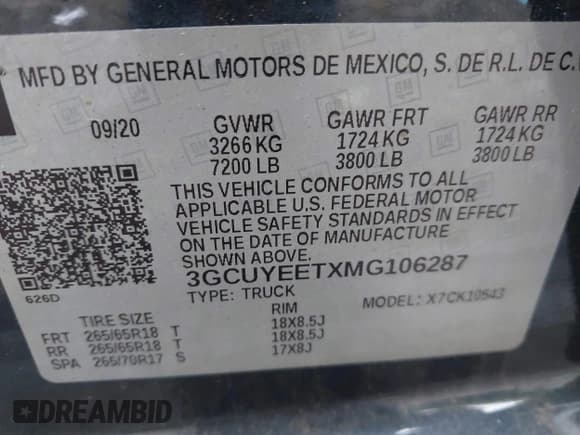 MFD BY GENERAL MOTORS DE MEXICO, S. DE R.L. DE C.V
09/20 GVWR GAWR FRT GAWR RR
3266 KG 1724 KG 1724 KG
7200 LB 3800 LB 3800 LB
THIS VEHICLE CONFORMS TO ALL
APPLICABLE U.S. FEDERAL MOTOR
VEHICLE SAFETY STANDARDS IN EFFECT
ON THE DATE OF MANUFACTURE
SHOWN ABOVE.
626D 3GCUYEETXMG106287
TYPE: TRUCK MODEL: X7CK10543
TIRE SIZE RIM
FRT 265/65R18 T 18X8.5J
RR 265/65R18 T 18X8.5J
SPA 265/70R17 S 17X8J
GM
DREAMBID